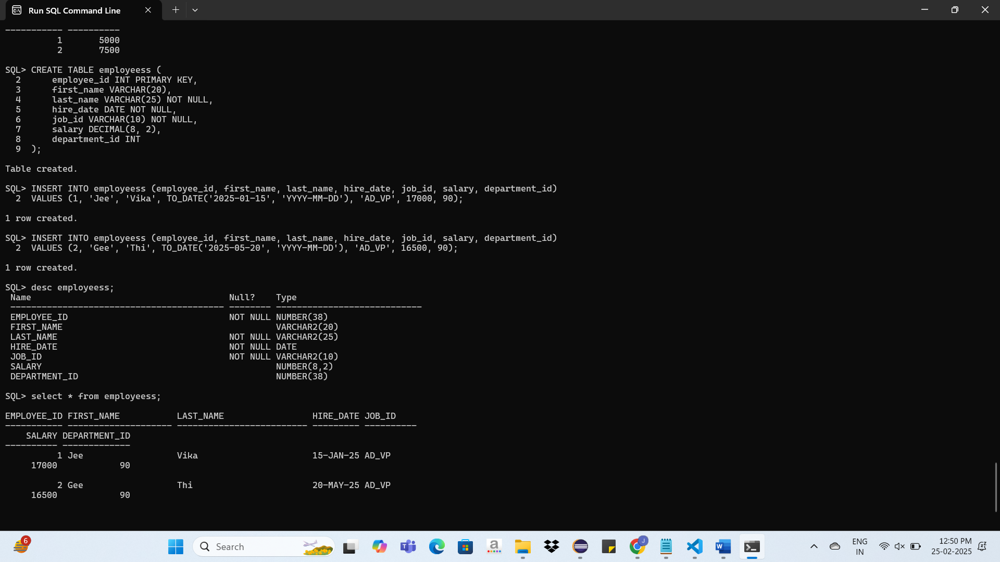 Run SQL Command Line
----------- ----------
          1       5000
          2       7500
SQL> CREATE TABLE employeess (
  2      employee_id INT PRIMARY KEY,
  3      first_name VARCHAR(20),
  4      last_name VARCHAR(25) NOT NULL,
  5      hire_date DATE NOT NULL,
  6      job_id VARCHAR(10) NOT NULL,
  7      salary DECIMAL(8, 2),
  8      department_id INT
  9  );
Table created.
SQL> INSERT INTO employeess (employee_id, first_name, last_name, hire_date, job_id, salary, department_id)
  2  VALUES (1, 'Jee', 'Vika', TO_DATE('2025-01-15', 'YYYY-MM-DD'), 'AD_VP', 17000, 90);
1 row created.
SQL> INSERT INTO employeess (employee_id, first_name, last_name, hire_date, job_id, salary, department_id)
  2  VALUES (2, 'Gee', 'Thi', TO_DATE('2025-05-20', 'YYYY-MM-DD'), 'AD_VP', 16500, 90);
1 row created.
SQL> desc employeess;
 Name                                      Null?    Type
 ----------------------------------------- -------- ----------------------------
 EMPLOYEE_ID                               NOT NULL NUMBER(38)
 FIRST_NAME                                         VARCHAR2(20)
 LAST_NAME                                 NOT NULL VARCHAR2(25)
 HIRE_DATE                                 NOT NULL DATE
 JOB_ID                                    NOT NULL VARCHAR2(10)
 SALARY                                             NUMBER(8,2)
 DEPARTMENT_ID                                      NUMBER(38)
SQL> select * from employeess;
EMPLOYEE_ID FIRST_NAME           LAST_NAME                 HIRE_DATE JOB_ID
----------- -------------------- ------------------------- --------- ----------
    SALARY DEPARTMENT_ID
---------- -------------
          1 Jee                  Vika                      15-JAN-25 AD_VP
     17000            90
          2 Gee                  Thi                       20-MAY-25 AD_VP
     16500            90
6
Search
a
J
W
ENG
IN
12:50 PM
25-02-2025